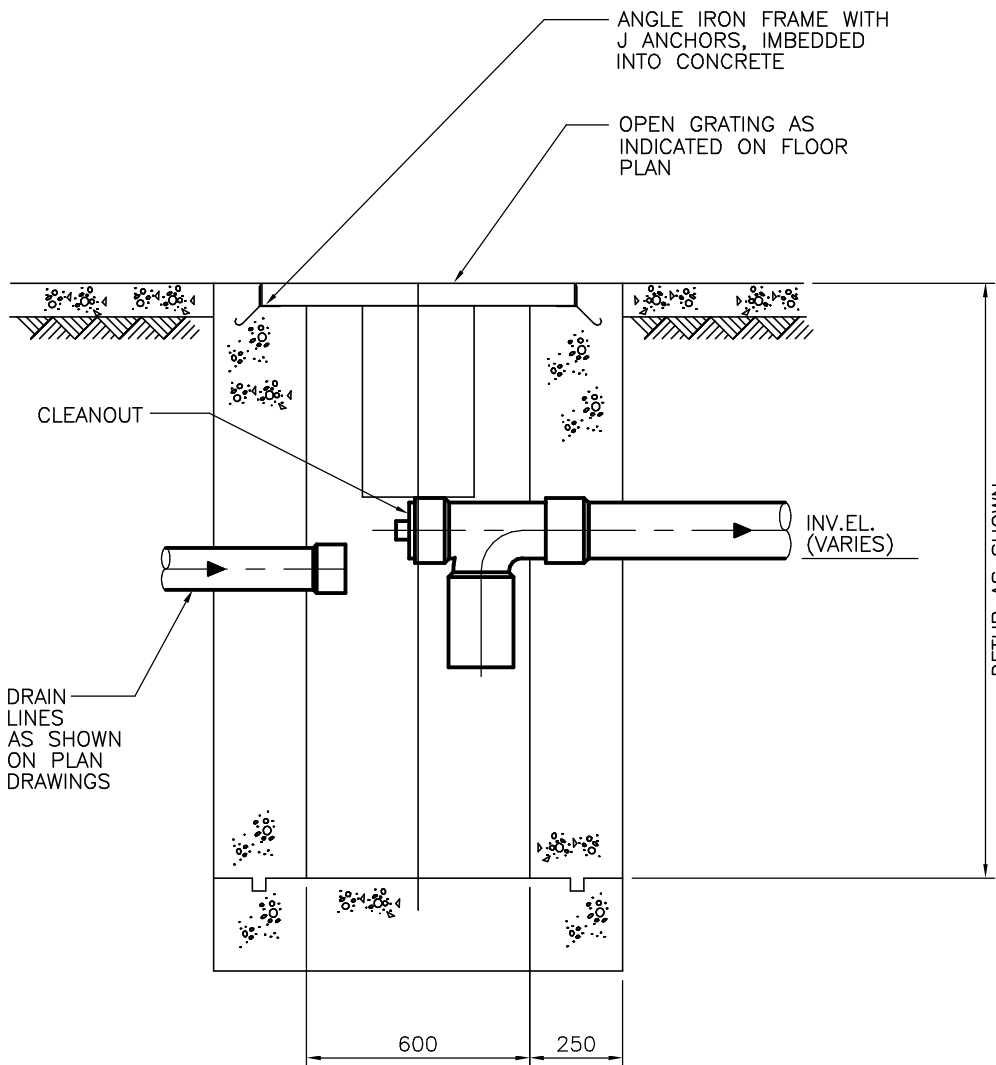 ANGLE IRON FRAME WITH
J ANCHORS, IMBEDDED
INTO CONCRETE
OPEN GRATING AS
INDICATED ON FLOOR
PLAN
CLEANOUT
INV.EL.
(VARIES)
DRAIN
LINES
AS SHOWN
ON PLAN
DRAWINGS
600
250